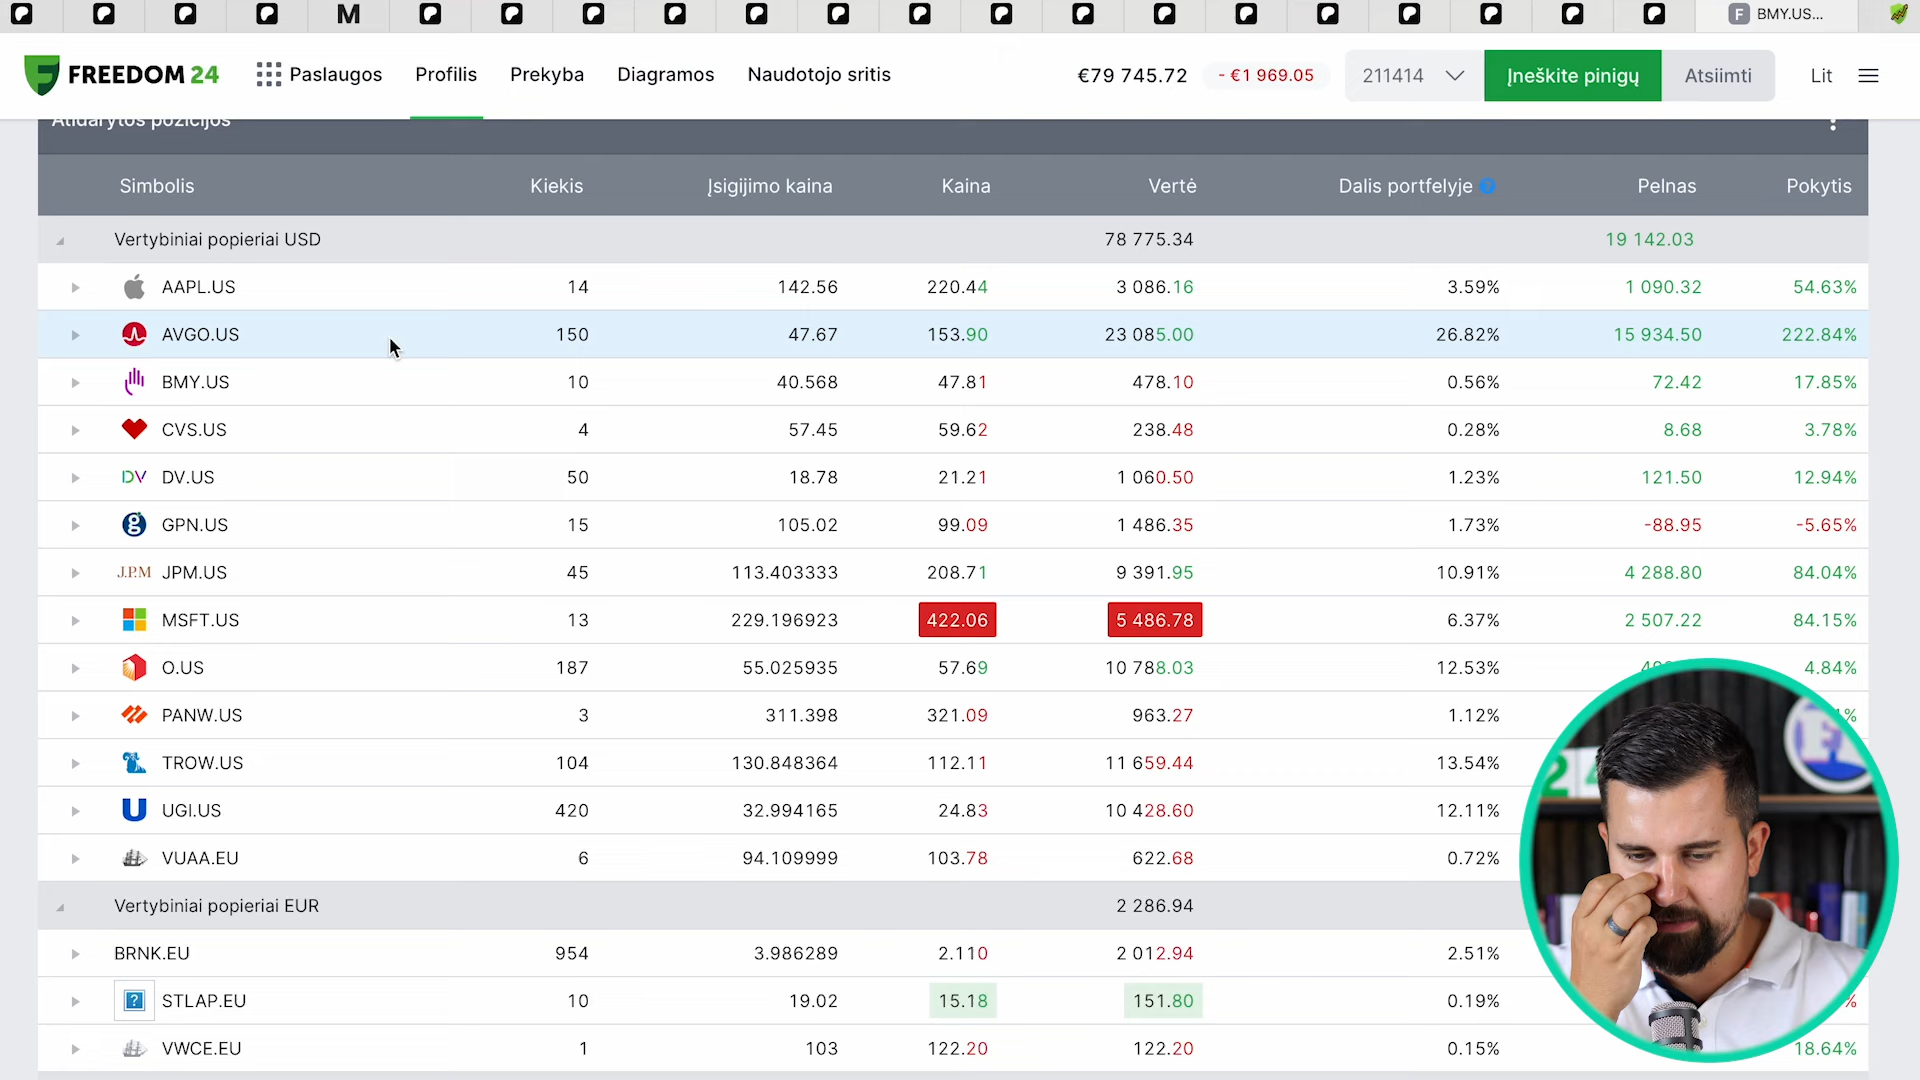 M
F BMY.US...
FREEDOM 24 Paslaugos Profilis Prekyba Diagramos Naudotojo sritis €79 745.72 - €1 969.05 211414 Įneškite pinigų Atsiimti Lit
Atidarytos pozicijos
Simbolis Kiekis Įsigijimo kaina Kaina Vertė Dalis portfelyje ? Pelnas Pokytis
Vertybiniai popieriai USD 78 775.34 19 142.03
AAPL.US 14 142.56 220.44 3 086.16 3.59% 1 090.32 54.63%
AVGO.US 150 47.67 153.90 23 085.00 26.82% 15 934.50 222.84%
BMY.US 10 40.568 47.81 478.10 0.56% 72.42 17.85%
CVS.US 4 57.45 59.62 238.48 0.28% 8.68 3.78%
DV DV.US 50 18.78 21.21 1 060.50 1.23% 121.50 12.94%
g GPN.US 15 105.02 99.09 1 486.35 1.73% -88.95 -5.65%
J.P.M JPM.US 45 113.403333 208.71 9 391.95 10.91% 4 288.80 84.04%
MSFT.US 13 229.196923 422.06 5 486.78 6.37% 2 507.22 84.15%
O.US 187 55.025935 57.69 10 788.03 12.53% 4.84%
PANW.US 3 311.398 321.09 963.27 1.12%
TROW.US 104 130.848364 112.11 11 659.44 13.54%
UGI.US 420 32.994165 24.83 10 428.60 12.11%
VUAA.EU 6 94.109999 103.78 622.68 0.72%
Vertybiniai popieriai EUR 2 286.94
BRNK.EU 954 3.986289 2.110 2 012.94 2.51%
? STLAP.EU 10 19.02 15.18 151.80 0.19% %
VWCE.EU 1 103 122.20 122.20 0.15% 18.64%